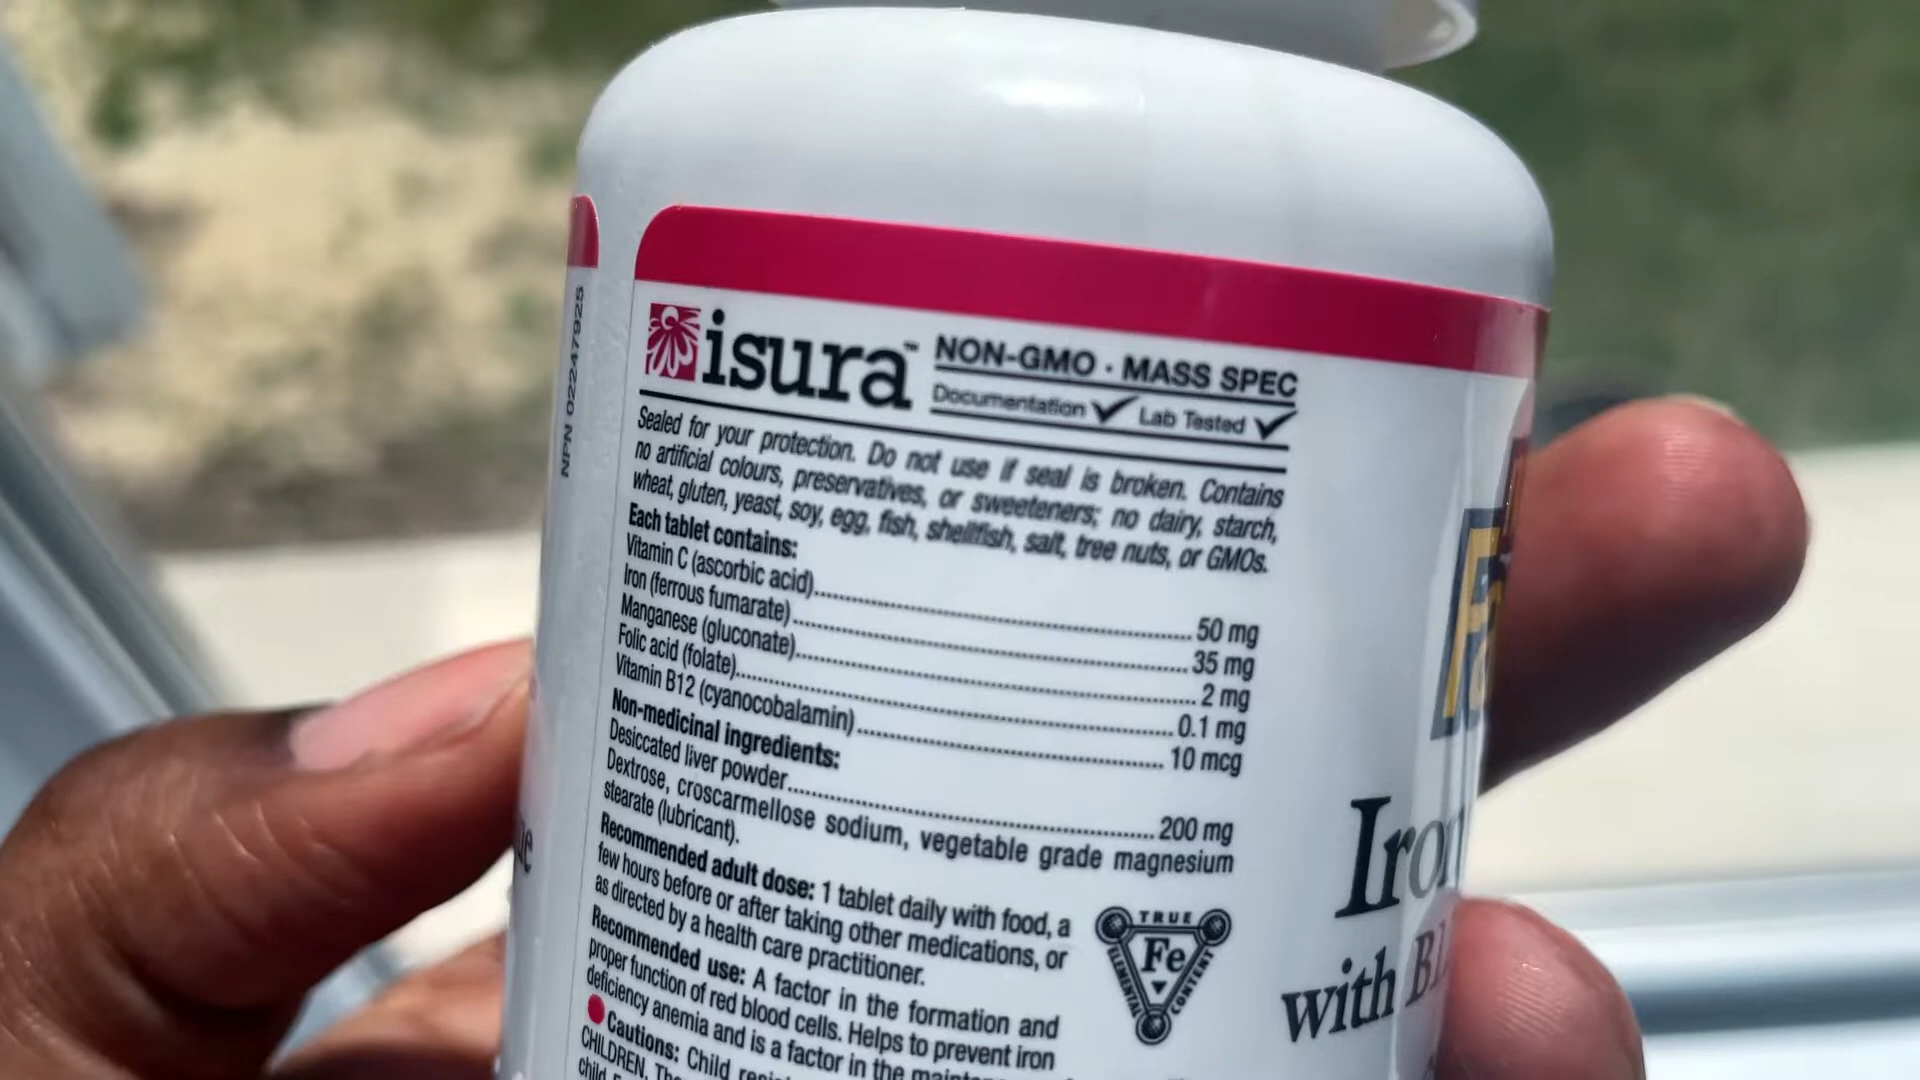 NPN 02247925
isura™
NON-GMO · MASS SPEC
Documentation ✓ Lab Tested ✓
Sealed for your protection. Do not use if seal is broken. Contains
no artificial colours, preservatives, or sweeteners; no dairy, starch,
wheat, gluten, yeast, soy, egg, fish, shellfish, salt, tree nuts, or GMOs.
Each tablet contains:
Vitamin C (ascorbic acid) 50 mg
Iron (ferrous fumarate) 35 mg
Manganese (gluconate) 2 mg
Folic acid (folate) 0.1 mg
Vitamin B12 (cyanocobalamin) 10 mcg
Non-medicinal ingredients:
Desiccated liver powder 200 mg
Dextrose, croscarmellose sodium, vegetable grade magnesium
stearate (lubricant).
Recommended adult dose: 1 tablet daily with food, a
few hours before or after taking other medications, or
as directed by a health care practitioner.
Recommended use: A factor in the formation and
proper function of red blood cells. Helps to prevent iron
deficiency anemia and is a factor in the
Cautions: Child
CHILDREN.
child.
TRUE
ELEMENTAL
CONTENT
Fe
Iron
with